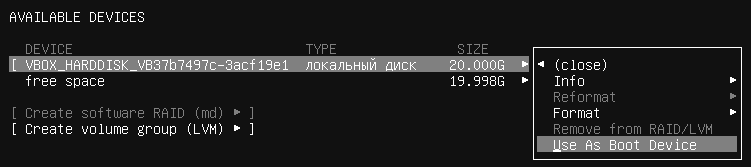 AVAILABLE DEVICES
DEVICE TYPE SIZE
[ VBOX_HARDDISK_VB37b7497c-3acf19e1 локальный диск 20.000G ▸
free space 19.998G ▸
[ Create software RAID (md) ▸ ]
[ Create volume group (LVM) ▸ ]
◂ (close)
Info ▸
Reformat ▸
Format ▸
Remove from RAID/LVM
Use As Boot Device